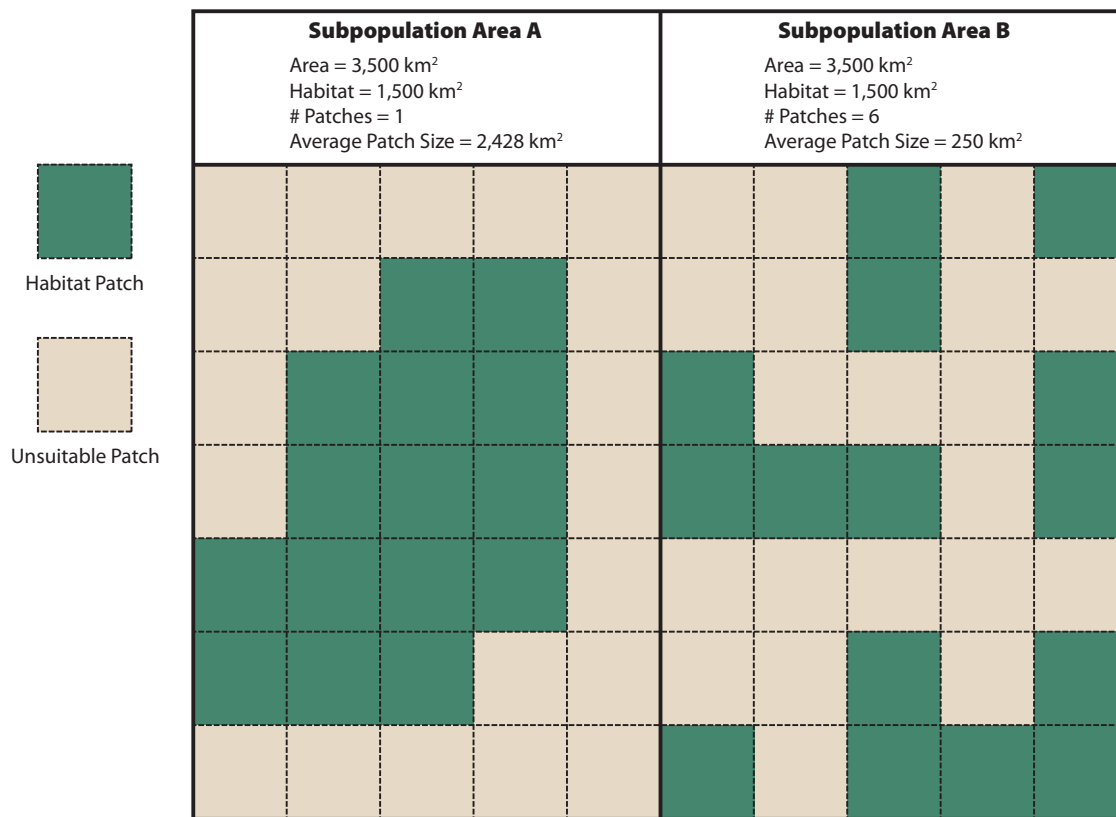 Subpopulation Area A
Area = 3,500 km²
Habitat = 1,500 km²
# Patches = 1
Average Patch Size = 2,428 km²
Subpopulation Area B
Area = 3,500 km²
Habitat = 1,500 km²
# Patches = 6
Average Patch Size = 250 km²
Habitat Patch
Unsuitable Patch